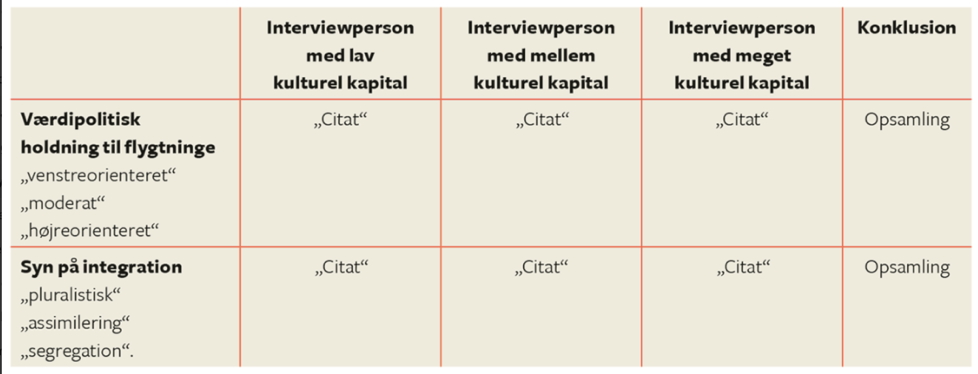 Interviewperson
med lav
kulturel kapital
Interviewperson
med mellem
kulturel kapital
Interviewperson
med meget
kulturel kapital
Konklusion
Værdipolitisk
holdning til flygtninge
„venstreorienteret“
„moderat“
„højreorienteret“
„Citat“
„Citat“
„Citat“
Opsamling
Syn på integration
„pluralistisk“
„assimilering“
„segregation“.
„Citat“
„Citat“
„Citat“
Opsamling